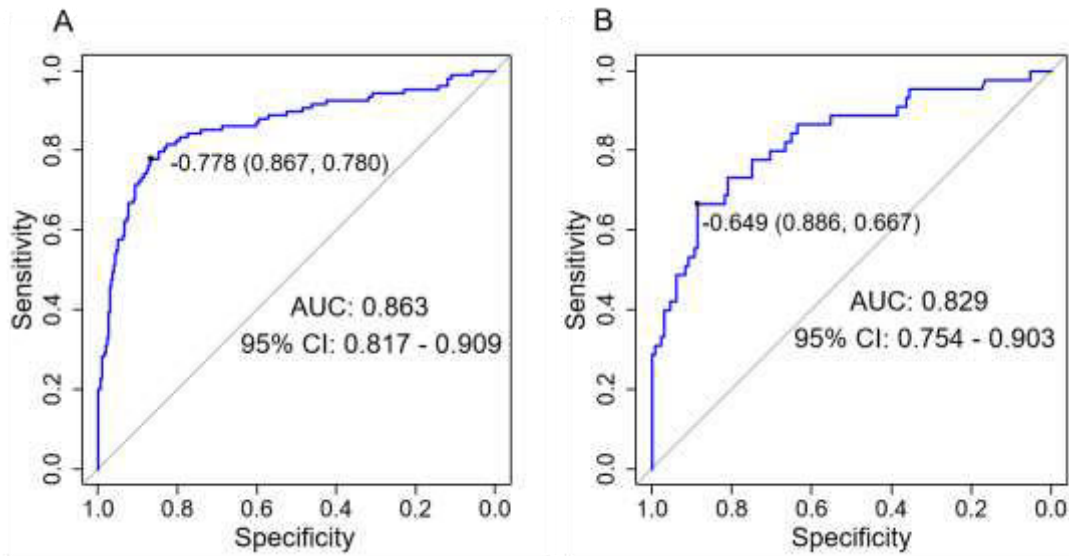 A
1.0
0.8
0.6
0.4
0.2
0.0
Sensitivity
-0.778 (0.867, 0.780)
AUC: 0.863
95% CI: 0.817 - 0.909
1.0 0.8 0.6 0.4 0.2 0.0
Specificity
B
1.0
0.8
0.6
0.4
0.2
0.0
Sensitivity
-0.649 (0.886, 0.667)
AUC: 0.829
95% CI: 0.754 - 0.903
1.0 0.8 0.6 0.4 0.2 0.0
Specificity